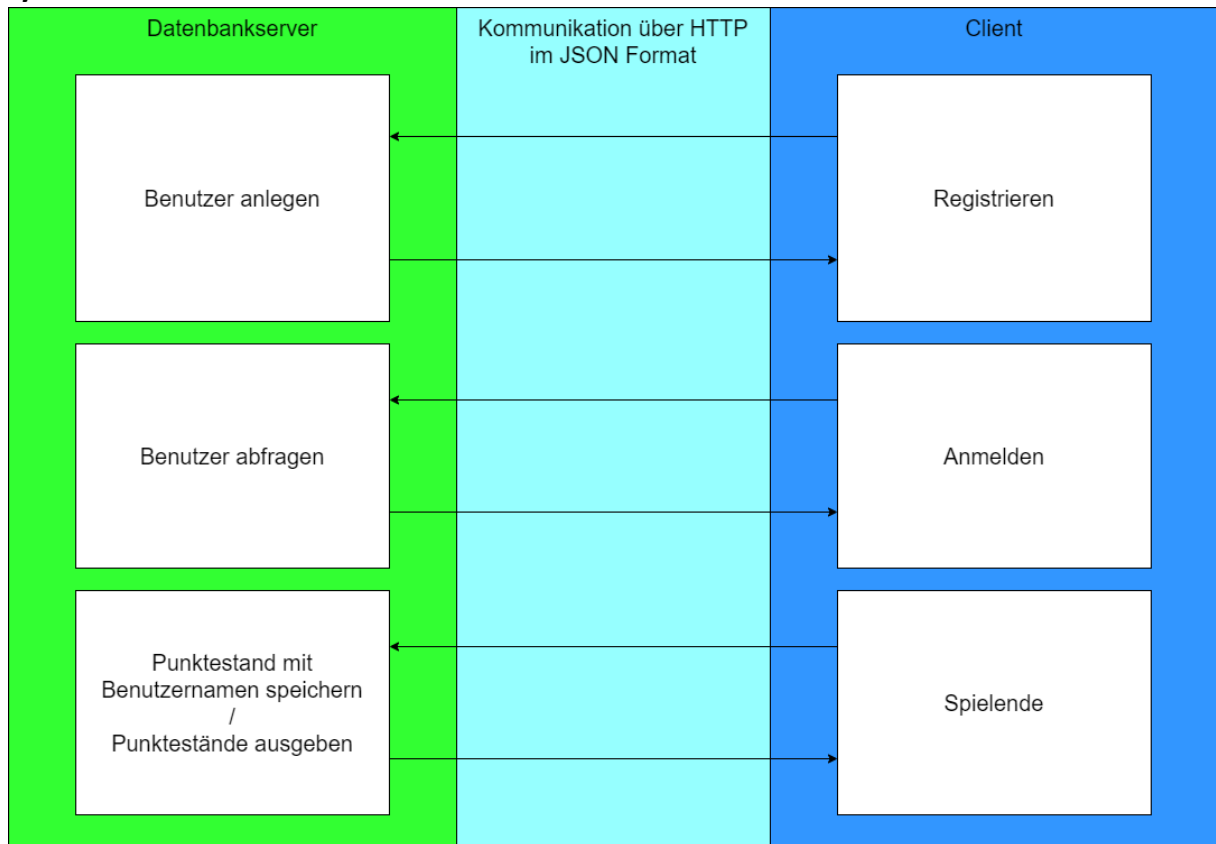 Datenbankserver
Kommunikation über HTTP
im JSON Format
Client
Benutzer anlegen
Registrieren
Benutzer abfragen
Anmelden
Punktestand mit
Benutzernamen speichern
/
Punktestände ausgeben
Spielende